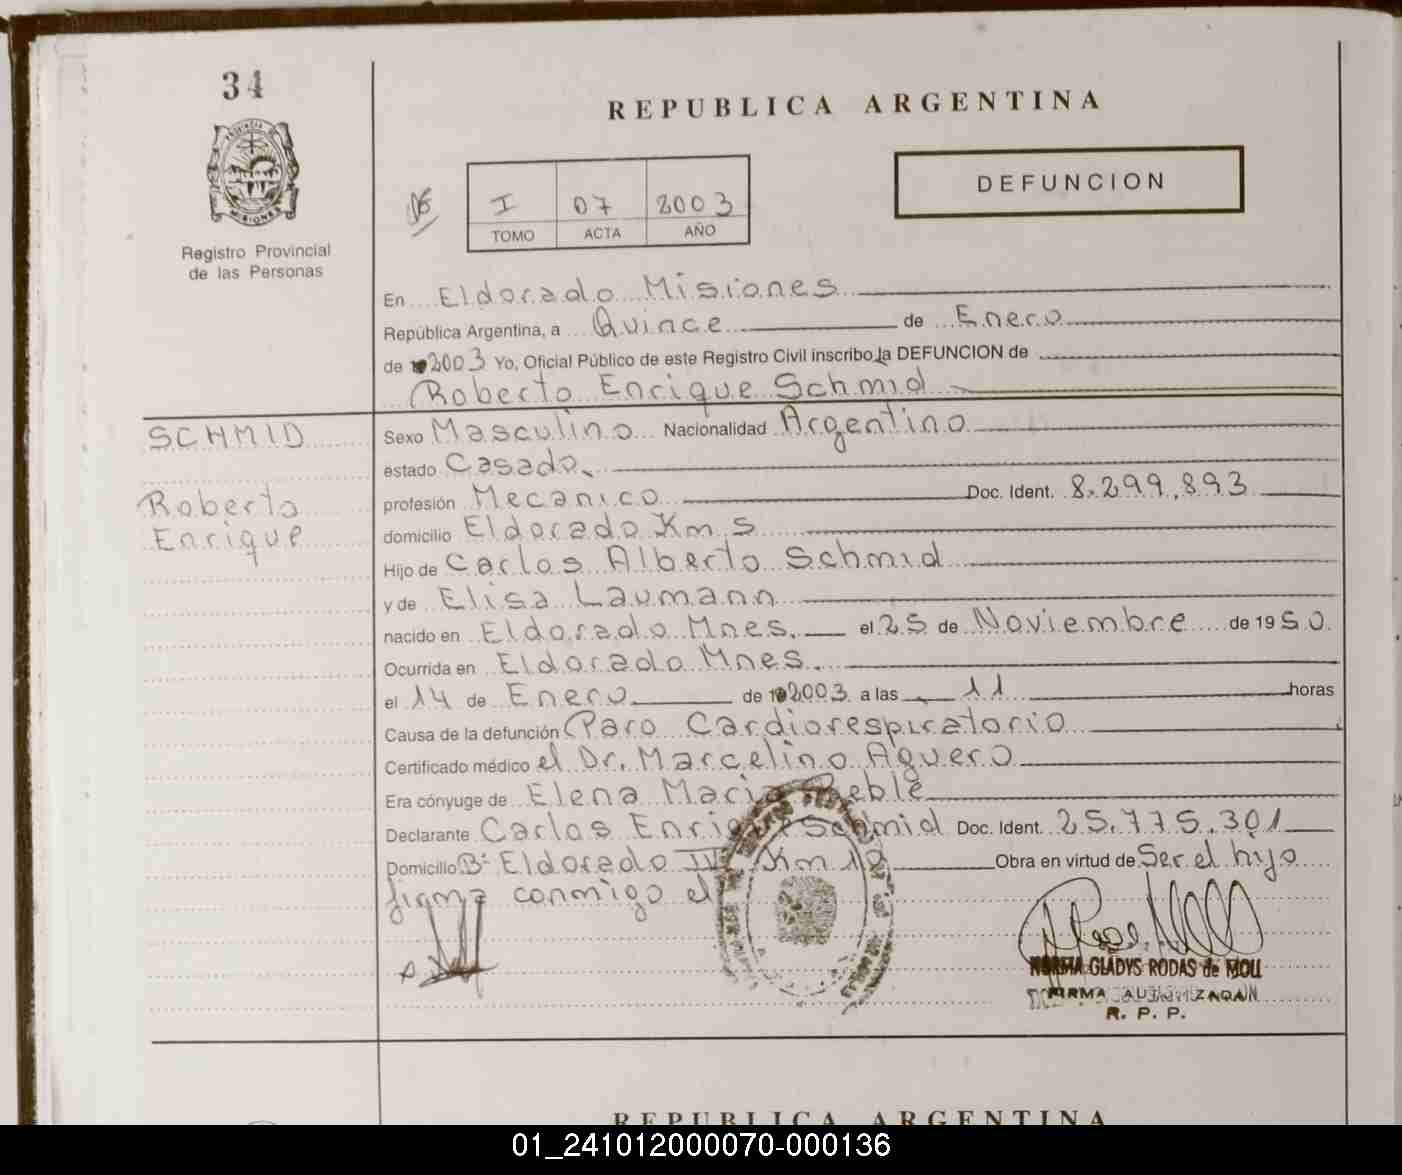 34
REPUBLICA ARGENTINA
DEFUNCION
I 07 2003
TOMO ACTA AÑO
Registro Provincial
de las Personas
En Eldorado Misiones
República Argentina, a Quince de Enero
de 2003 Yo, Oficial Público de este Registro Civil inscribo la DEFUNCION de
Roberto Enrique Schmid
SCHMID
Roberto
Enrique
Sexo Masculino Nacionalidad Argentino
estado Casado
profesión Mecanico Doc. Ident. 8.299.893
domicilio Eldorado Km 5
Hijo de Carlos Alberto Schmid
y de Elisa Laumann
nacido en Eldorado Mnes. el 25 de Noviembre de 1950
Ocurrida en Eldorado Mnes.
el 14 de Enero de 2003 a las 11 horas
Causa de la defunción Paro Cardiorespiratorio
Certificado médico el Dr. Marcelino Aguero
Era cónyuge de Elena Maria
Declarante Carlos Enrique Schmid Doc. Ident. 25.775.301
Domicilio B: Eldorado IV Km 10 Obra en virtud de Ser el hijo
firma conmigo el
NORMA GLADYS RODAS de MOLL
FIRMA AUTORIZADA
R. P. P.
REPUBLICA ARGENTINA
01_241012000070-000136